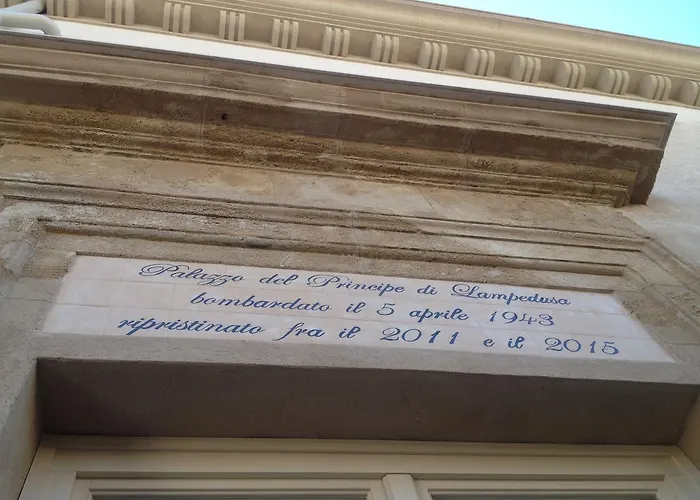 Palazzo del Principe di Lampedusa
bombardato il 5 aprile 1943
ripristinato fra il 2011 e il 2015